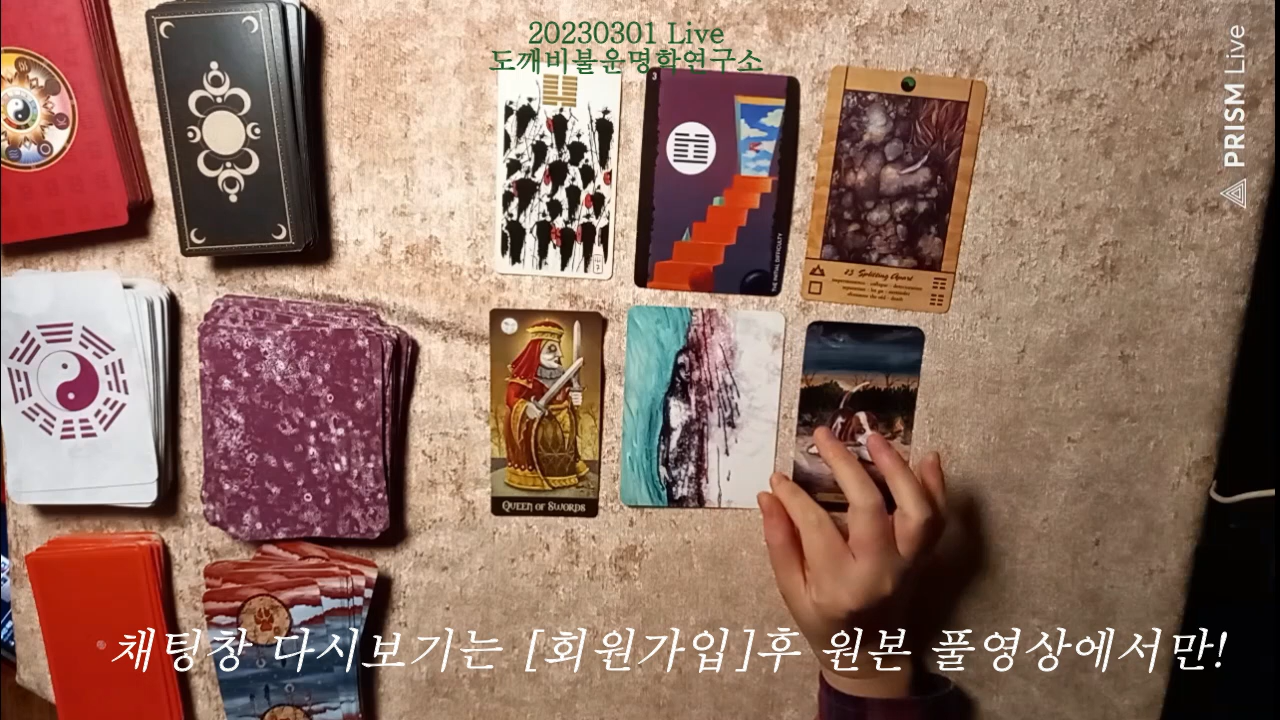 20230301 Live
도깨비불운명학연구소
PRISM Live
3
THE INITIAL DIFFICULTY
23 Splitting Apart
QUEEN OF SWORDS
채팅창 다시보기는 [회원가입]후 원본 풀영상에서만!